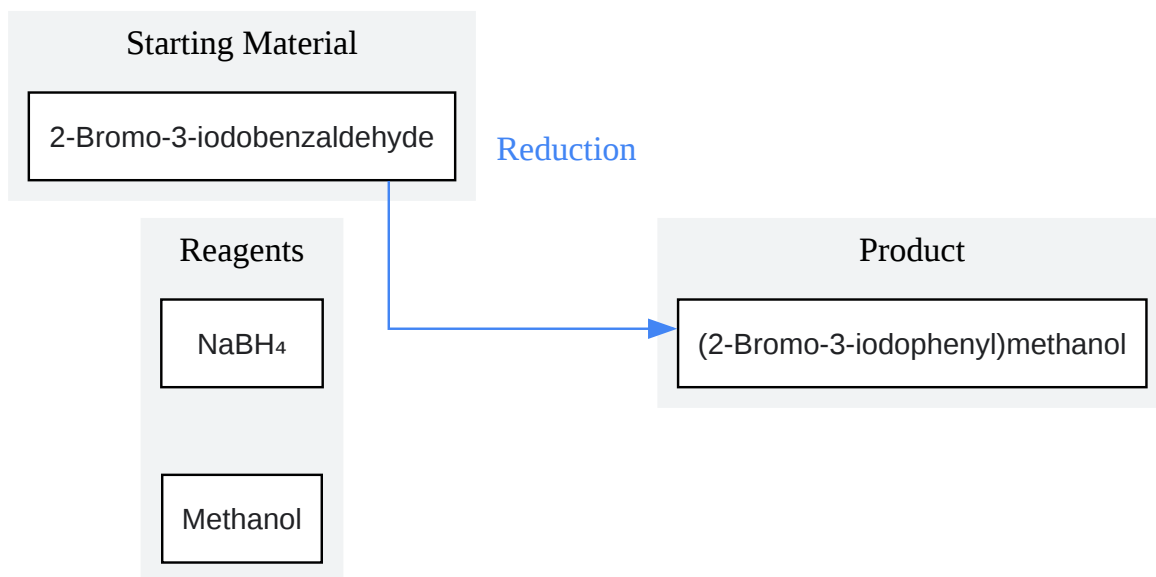 Starting Material
2-Bromo-3-iodobenzaldehyde
Reduction
Reagents
NaBH₄
Methanol
Product
(2-Bromo-3-iodophenyl)methanol